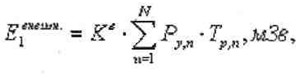 E₁^{внешн.} = K^{г} · ∑_{n=1}^{N} P_{y,n} · T_{p,n}, мЗв,